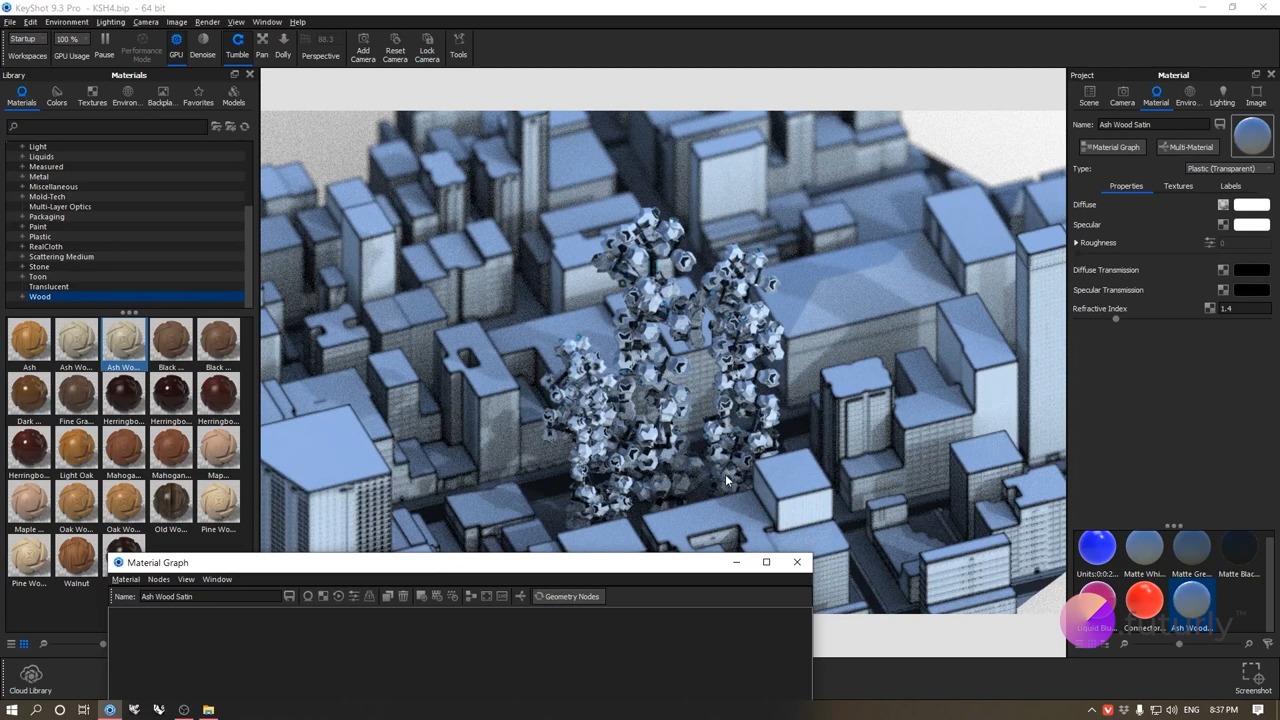 KeyShot 9.3 Pro - KSH4.bip - 64 bit
File Edit Environment Lighting Camera Image Render View Window Help
Startup 100 % 88.3
Workspaces GPU Usage Pause Performance Mode GPU Denoise Tumble Pan Dolly Perspective Add Camera Reset Camera Lock Camera Tools
Library Materials
Materials Colors Textures Environ... Backpla... Favorites Models
Light
Liquids
Measured
Metal
Miscellaneous
Mold-Tech
Multi-Layer Optics
Packaging
Paint
Plastic
RealCloth
Scattering Medium
Stone
Toon
Translucent
Wood
Ash Ash Wo... Ash Wo... Black ... Black ...
Dark ... Fine Gra... Herringbo... Herringbo... Herringbo...
Herringbo... Light Oak Mahoga... Mahogan... Map...
Maple ... Oak Wo... Oak Wo... Old Wo... Pine Wo...
Pine Wo... Walnut
Cloud Library
Material Graph
Material Nodes View Window
Name: Ash Wood Satin Geometry Nodes
Project Material
Scene Camera Material Enviro... Lighting Image
Name: Ash Wood Satin
Material Graph Multi-Material
Type: Plastic (Transparent)
Properties Textures Labels
Diffuse
Specular
Roughness 0
Diffuse Transmission
Specular Transmission
Refractive Index 1.4
Units:0:0:2... Matte Whi... Matte Gre... Matte Blac...
Liquid Blu... Connector... Ash Wood...
futurly™
Screenshot
ENG 8:37 PM